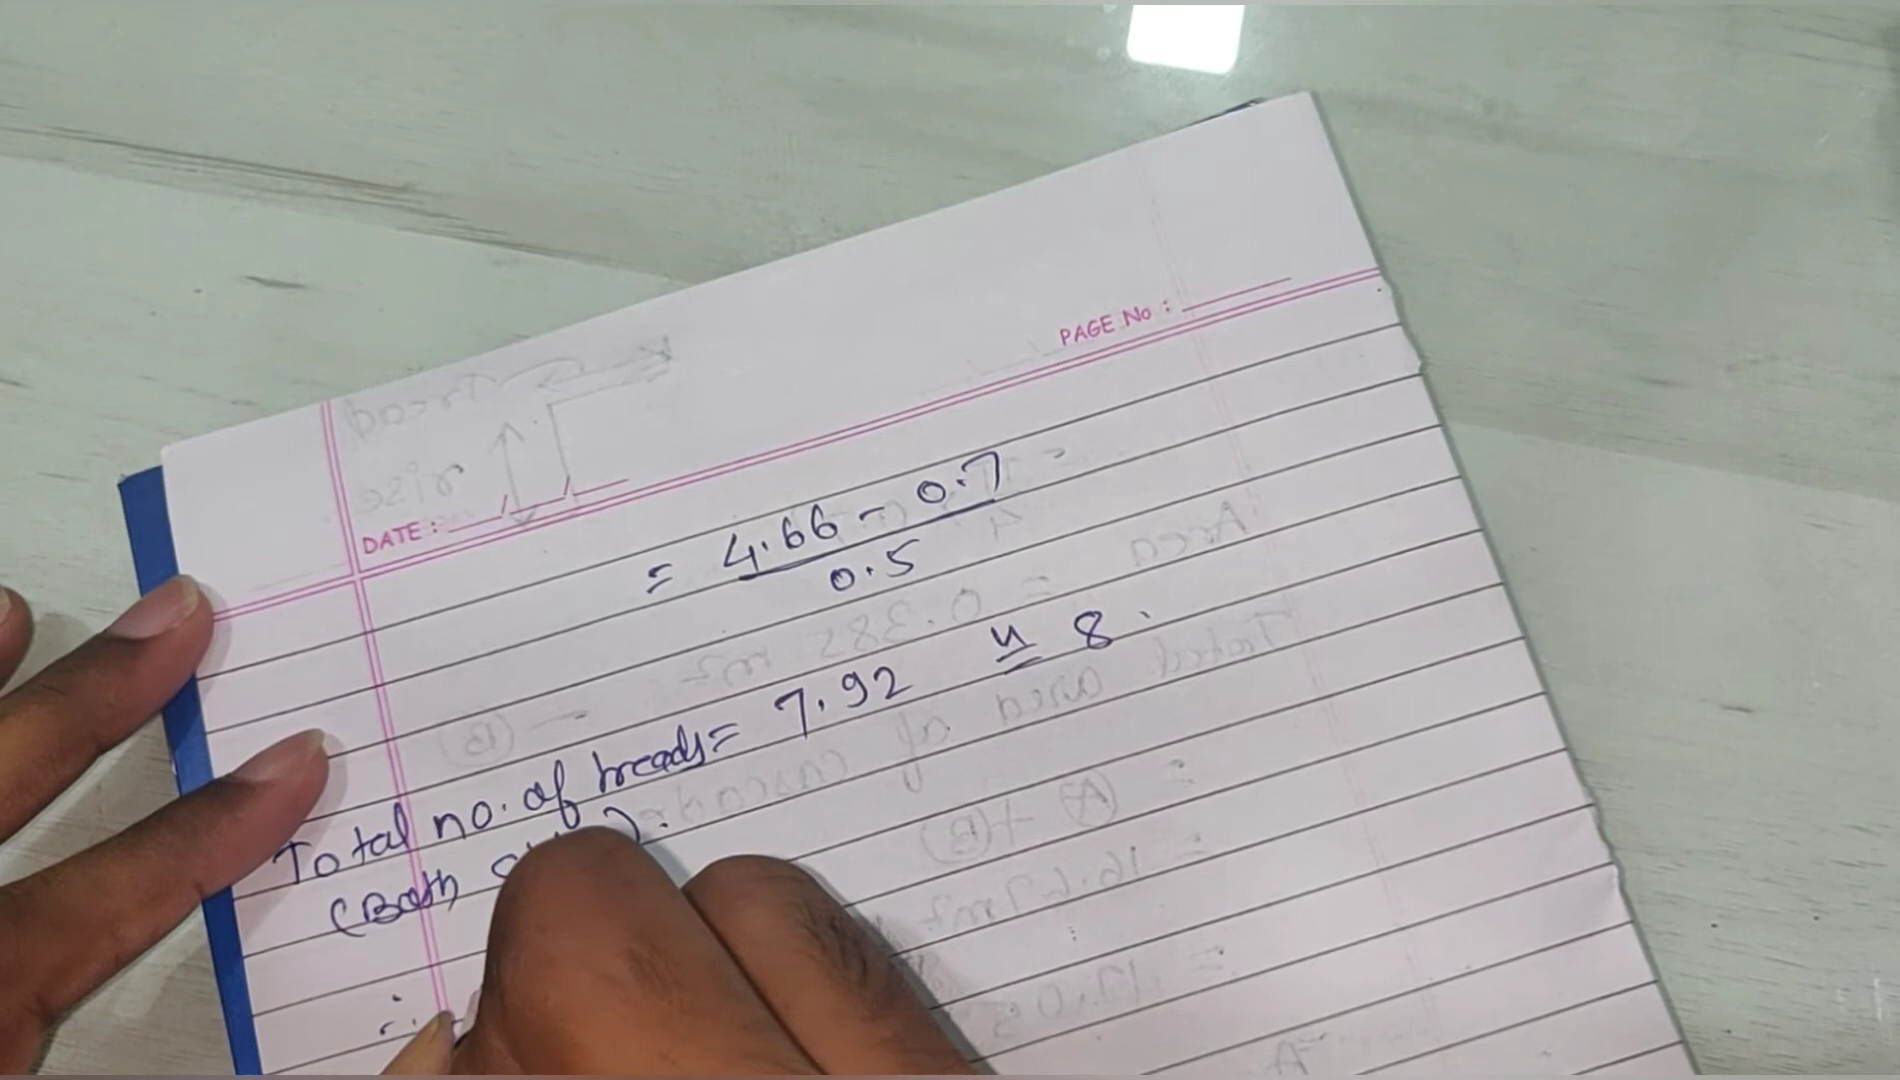 PAGE No :
DATE :
= 4.66 - 0.7
0.5
Total no. of treads = 7.92 ≃ 8.
(Both